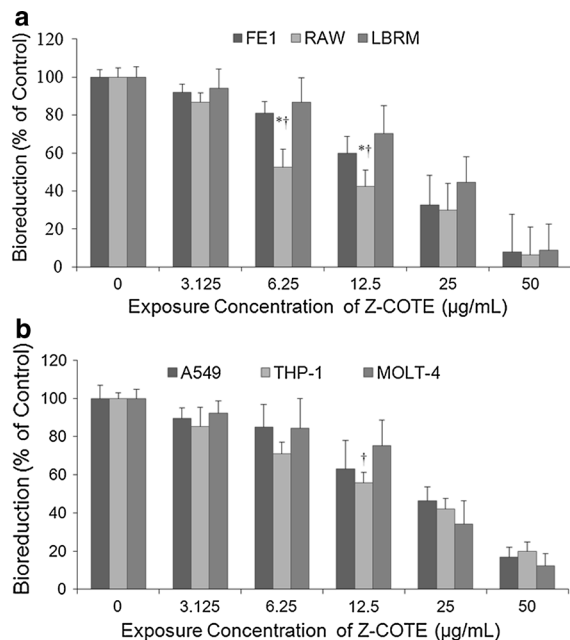 a
120
FE1 RAW LBRM
100
80
60
40
20
0
*†
*†
0 3.125 6.25 12.5 25 50
Bioreduction (% of Control)
Exposure Concentration of Z-COTE (µg/mL)
b
120
A549 THP-1 MOLT-4
100
80
60
40
20
0
†
0 3.125 6.25 12.5 25 50
Bioreduction (% of Control)
Exposure Concentration of Z-COTE (µg/mL)